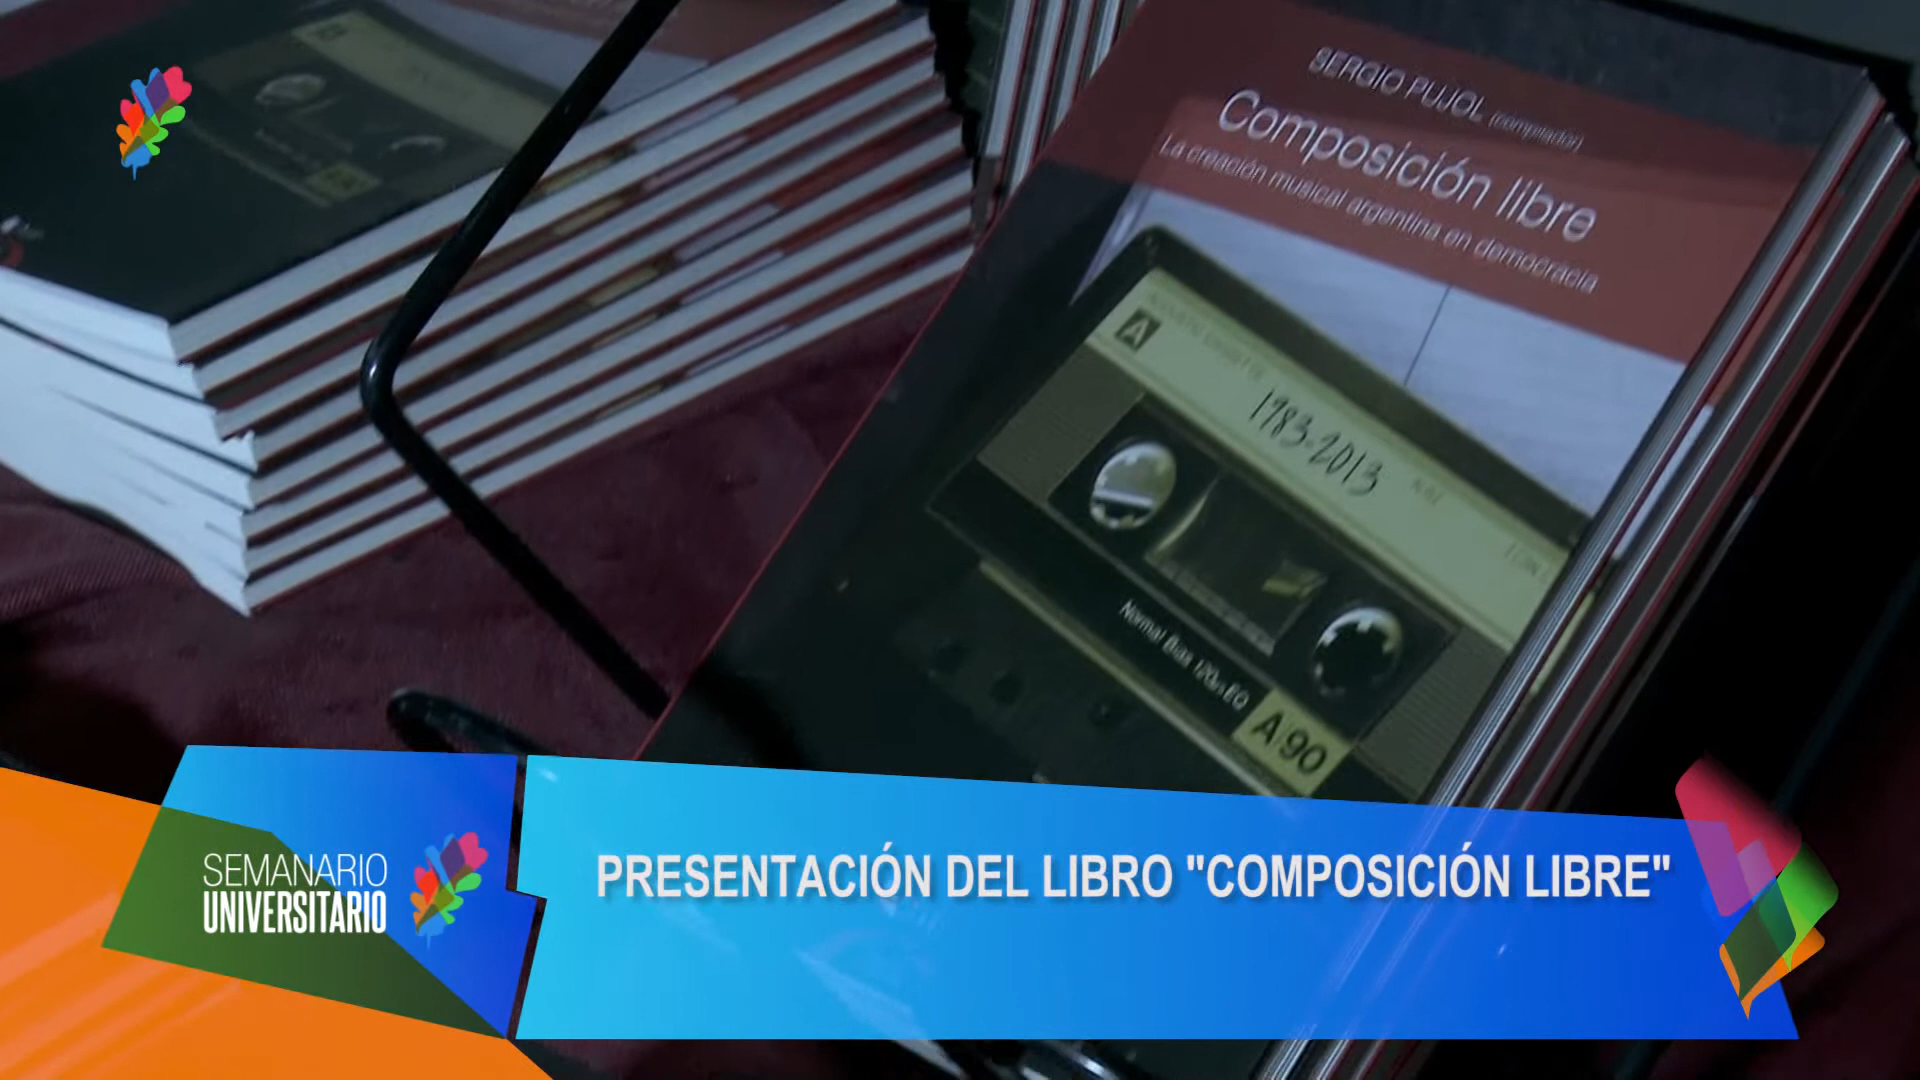 SERGIO PUJOL (compilador)
Composición libre
La creación musical argentina en democracia
A
1983-2013
Normal Bias 120µs EQ
A 90
SEMANARIO
UNIVERSITARIO
PRESENTACIÓN DEL LIBRO "COMPOSICIÓN LIBRE"